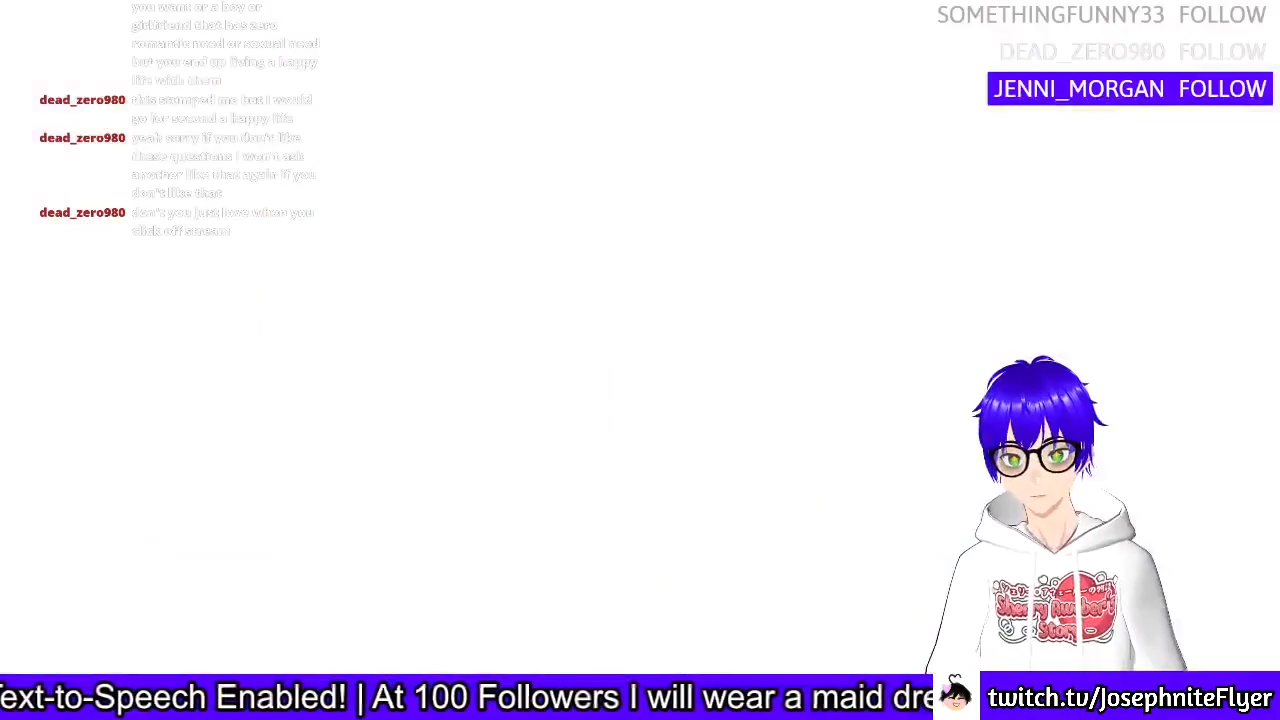 you want or a boy or
girlfriend that has zero
romantic need or sexual need
but you end up living a happy
life with them
dead_zero980 this stumped me but I would
go for second a happy life
dead_zero980 yeah sorry if you don't like
these questions I won't ask
another like that again if you
don't like that
dead_zero980 don't you just love when you
click off stream
SOMETHINGFUNNY33 FOLLOW
DEAD_ZERO980 FOLLOW
JENNI_MORGAN FOLLOW
Sherry Awebert
Story
Text-to-Speech Enabled! | At 100 Followers I will wear a maid dre
twitch.tv/JosephniteFlyer